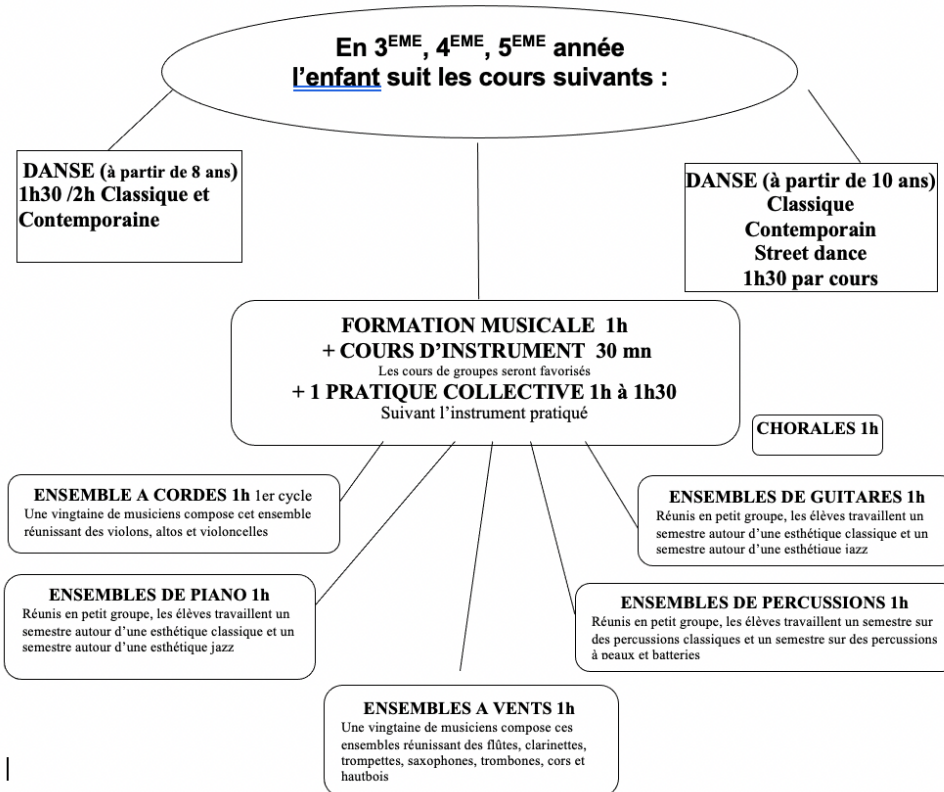 En 3EME, 4EME, 5EME année
l'enfant suit les cours suivants :
DANSE (à partir de 8 ans)
1h30 /2h Classique et
Contemporaine
DANSE (à partir de 10 ans)
Classique
Contemporain
Street dance
1h30 par cours
FORMATION MUSICALE 1h
+ COURS D'INSTRUMENT 30 mn
Les cours de groupes seront favorisés
+ 1 PRATIQUE COLLECTIVE 1h à 1h30
Suivant l'instrument pratiqué
CHORALES 1h
ENSEMBLE A CORDES 1h 1er cycle
Une vingtaine de musiciens compose cet ensemble
réunissant des violons, altos et violoncelles
ENSEMBLES DE GUITARES 1h
Réunis en petit groupe, les élèves travaillent un
semestre autour d'une esthétique classique et un
semestre autour d'une esthétique jazz
ENSEMBLES DE PIANO 1h
Réunis en petit groupe, les élèves travaillent un
semestre autour d'une esthétique classique et un
semestre autour d'une esthétique jazz
ENSEMBLES DE PERCUSSIONS 1h
Réunis en petit groupe, les élèves travaillent un semestre sur
des percussions classiques et un semestre sur des percussions
à peaux et batteries
ENSEMBLES A VENTS 1h
Une vingtaine de musiciens compose ces
ensembles réunissant des flûtes, clarinettes,
trompettes, saxophones, trombones, cors et
hautbois